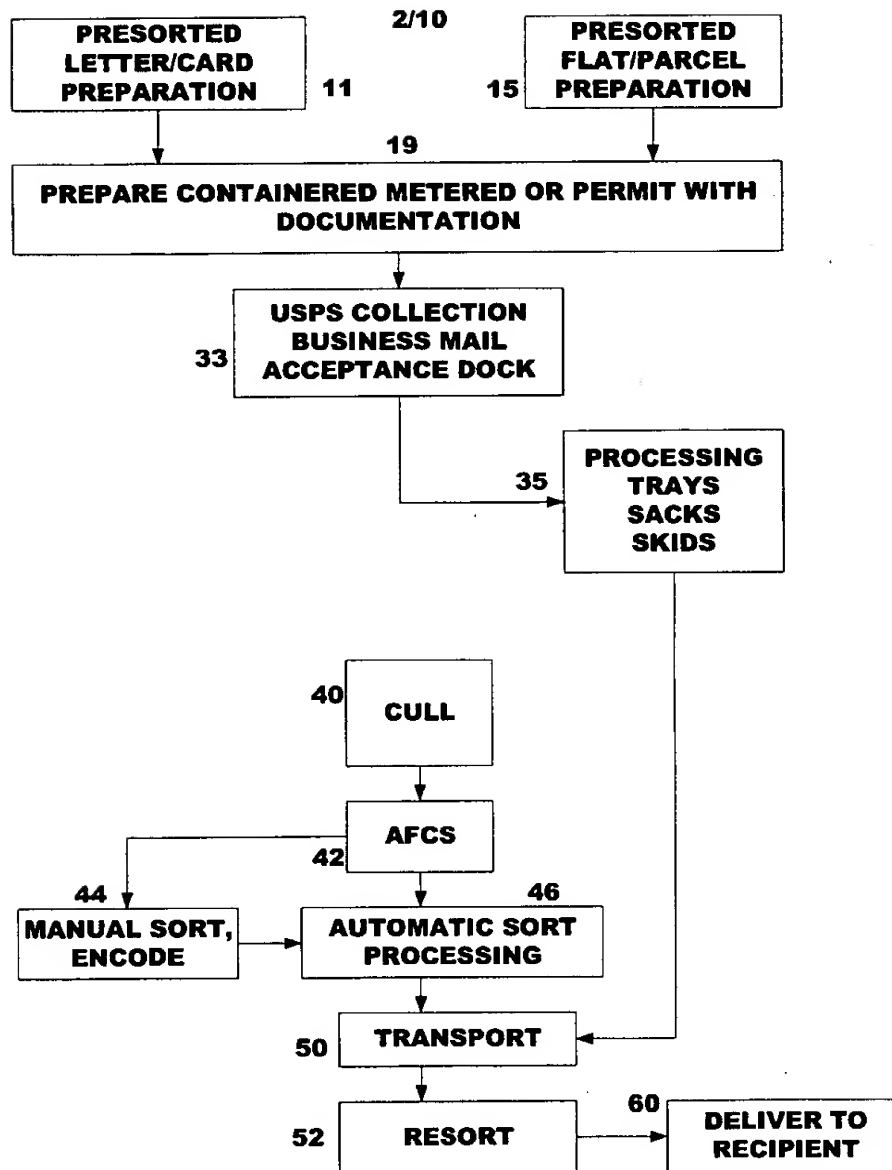 2/10
PRESORTED
LETTER/CARD
PREPARATION
11
PRESORTED
FLAT/PARCEL
PREPARATION
15
19
PREPARE CONTAINERED METERED OR PERMIT WITH
DOCUMENTATION
USPS COLLECTION
BUSINESS MAIL
ACCEPTANCE DOCK
33
PROCESSING
TRAYS
SACKS
SKIDS
35
40
CULL
AFCS
42
44
MANUAL SORT,
ENCODE
46
AUTOMATIC SORT
PROCESSING
TRANSPORT
50
RESORT
52
60
DELIVER TO
RECIPIENT